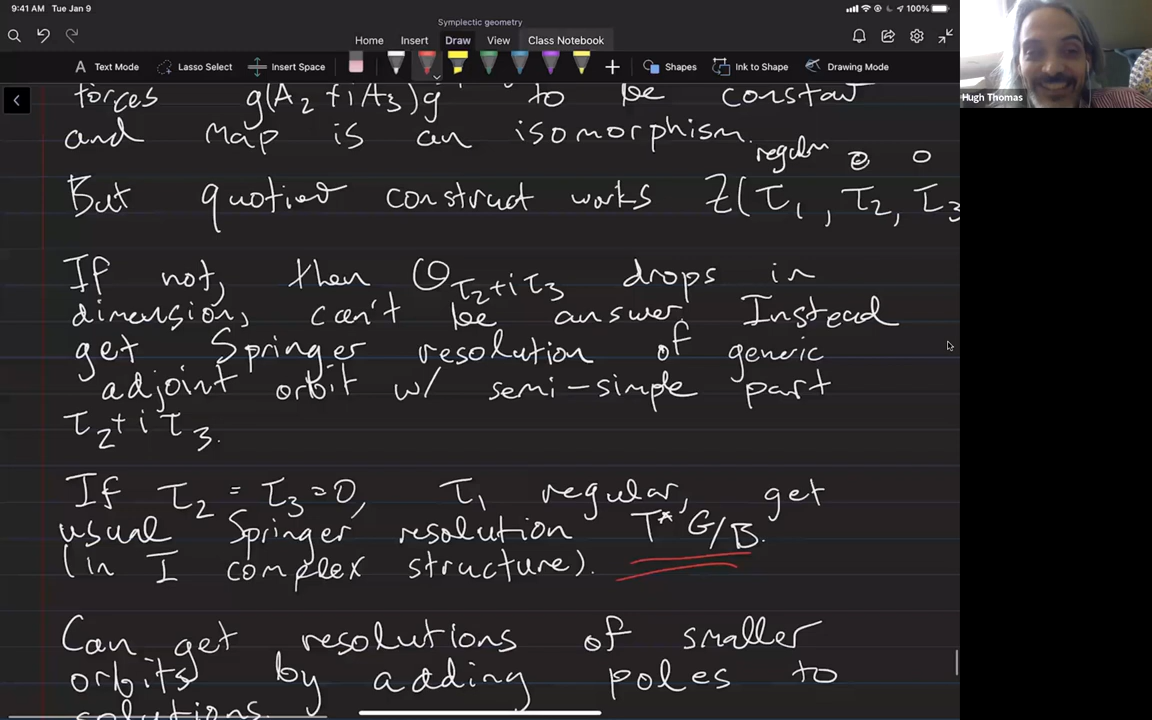 9:41 AM Tue Jan 9
100%
Symplectic geometry
Home Insert Draw View Class Notebook
Text Mode Lasso Select Insert Space Shapes Ink to Shape Drawing Mode
Hugh Thomas
forces g(A₂ + iA₃)g to be constant
and map is an isomorphism.
regular 0 0
But quotient construct works Z(τ₁, τ₂, τ₃
If not, then O_{τ₂+iτ₃} drops in
dimension, can't be answer. Instead
get Springer resolution of generic
adjoint orbit w/ semi-simple part
τ₂+iτ₃.
If τ₂ = τ₃ = 0, τ₁ regular, get
usual Springer resolution T* G/B.
(in I complex structure).
Can get resolutions of smaller
orbits by adding poles to
solutions.